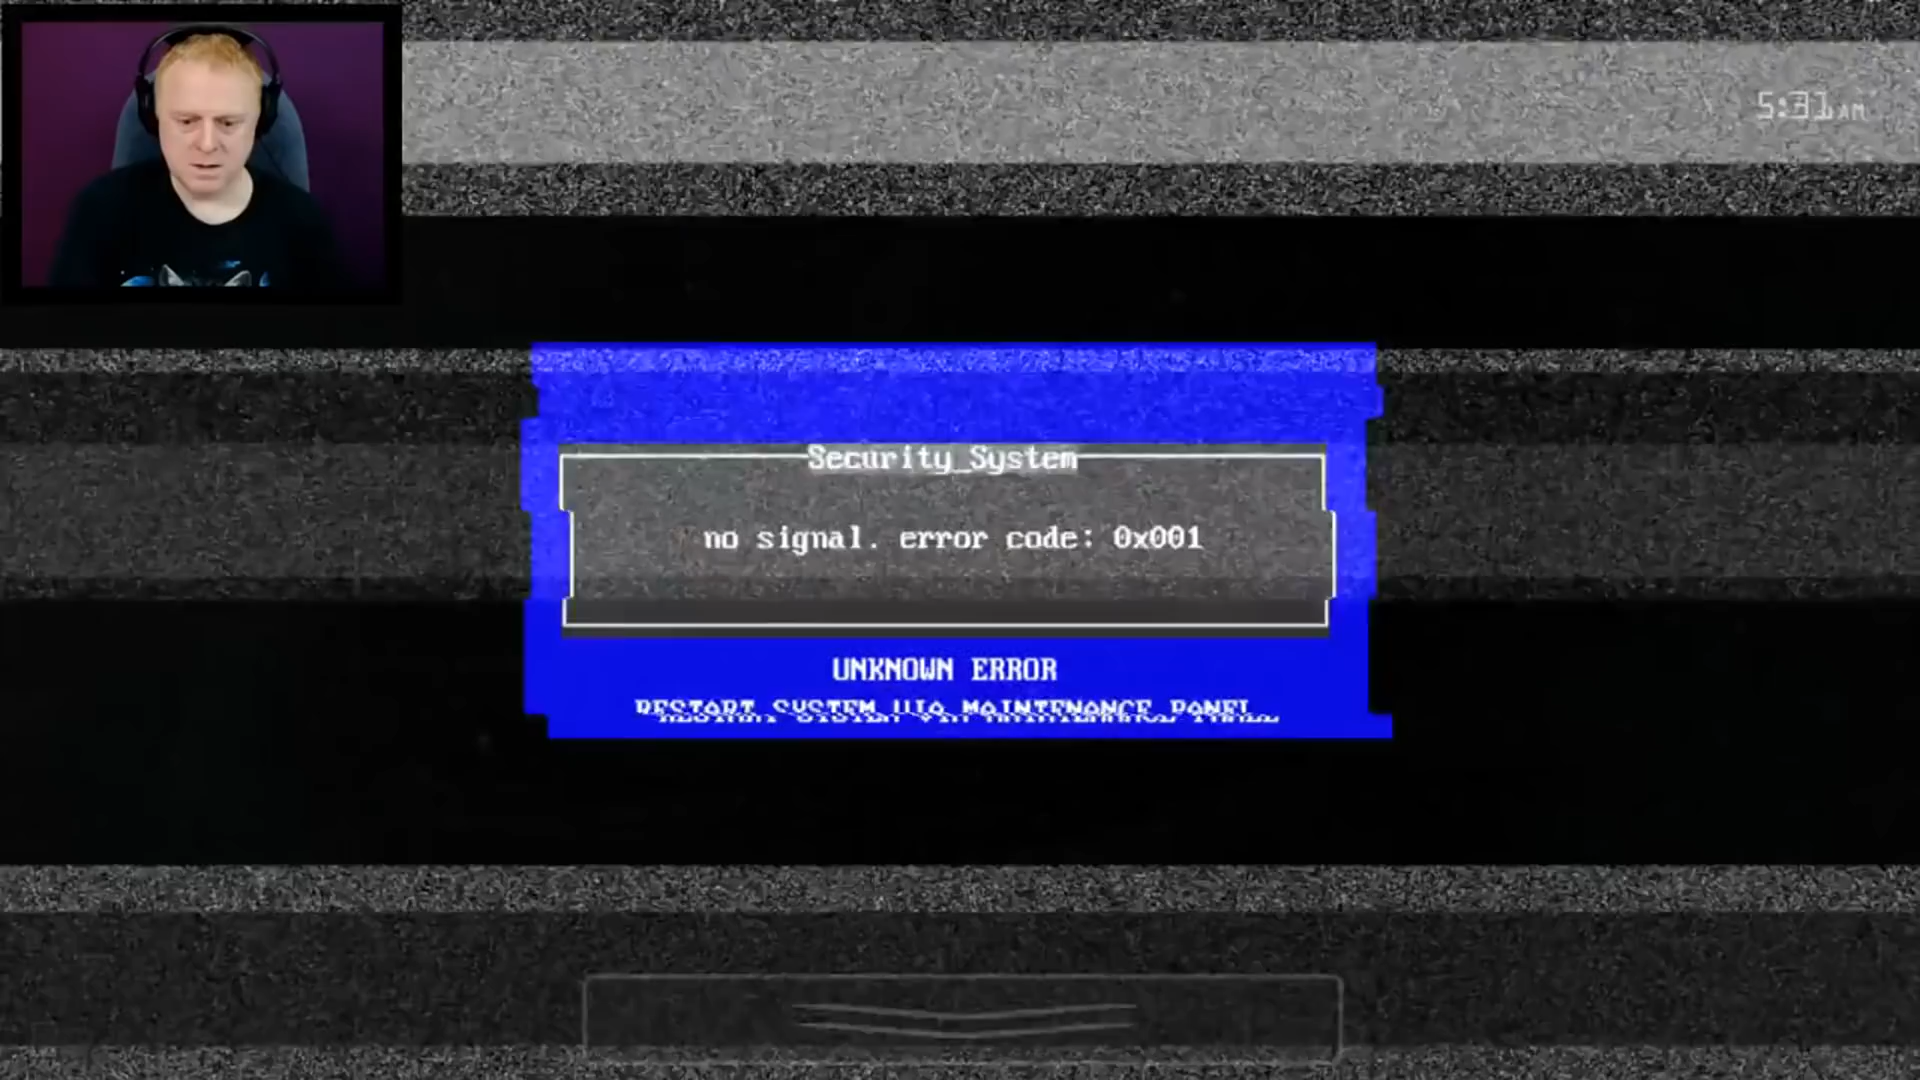 5:31 AM
Security_System
no signal. error code: 0x001
UNKNOWN ERROR
RESTART SYSTEM VIA MAINTENANCE PANEL